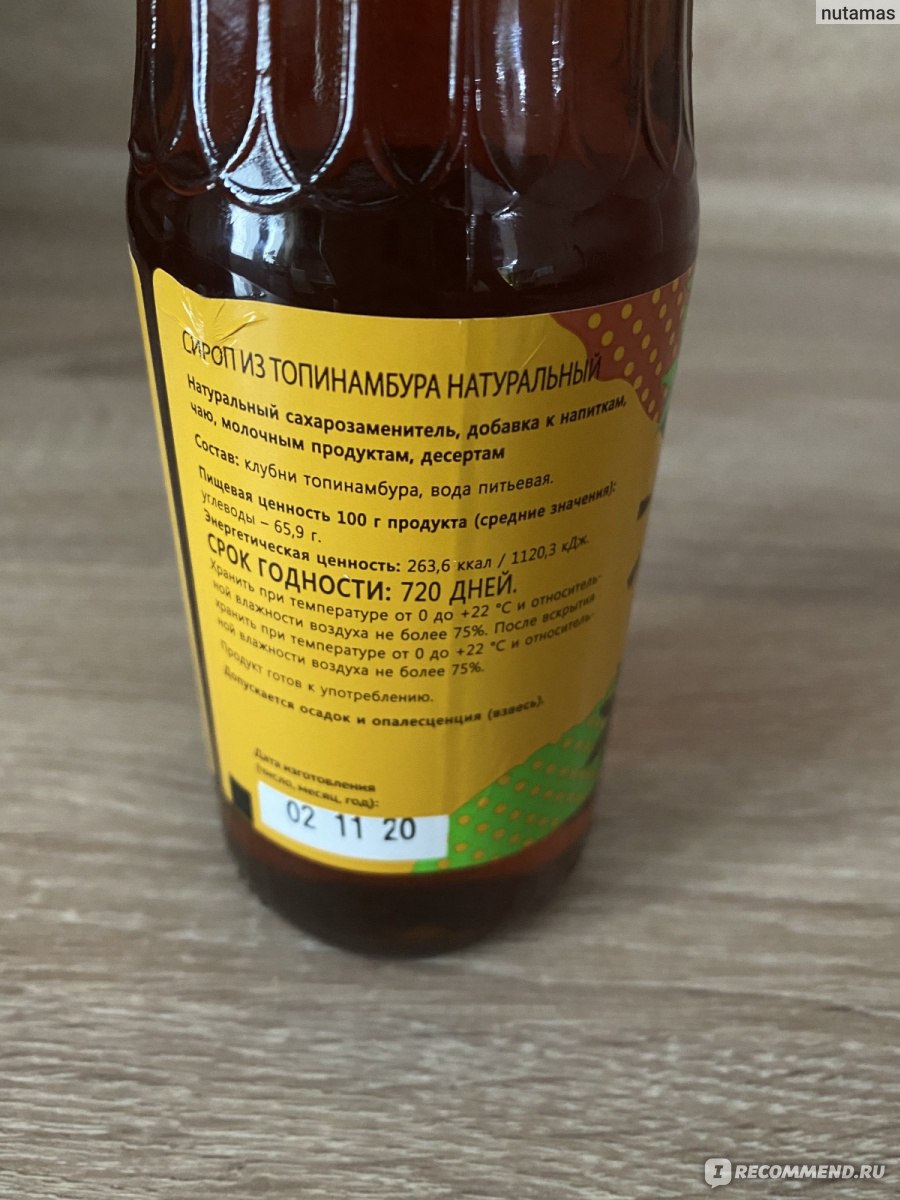 nutamas
СИРОП ИЗ ТОПИНАМБУРА НАТУРАЛЬНЫЙ
Натуральный сахарозаменитель, добавка к напиткам,
чаю, молочным продуктам, десертам
Состав: клубни топинамбура, вода питьевая.
Пищевая ценность 100 г продукта (средние значения):
углеводы – 65,9 г.
Энергетическая ценность: 263,6 ккал / 1120,3 кДж.
СРОК ГОДНОСТИ: 720 ДНЕЙ.
Хранить при температуре от 0 до +22 °С и относитель-
ной влажности воздуха не более 75%. После вскрытия
хранить при температуре от 0 до +22 °С и относитель-
ной влажности воздуха не более 75%.
Продукт готов к употреблению.
Допускается осадок и опалесценция (взвесь).
Дата изготовления
(число, месяц, год):
02 11 20
IRECOMMEND.RU